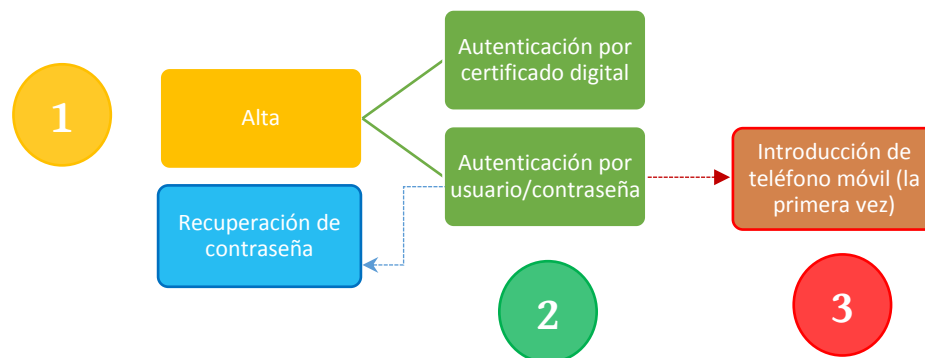 1
Alta
Autenticación por
certificado digital
Autenticación por
usuario/contraseña
Recuperación de
contraseña
Introducción de
teléfono móvil (la
primera vez)
2
3